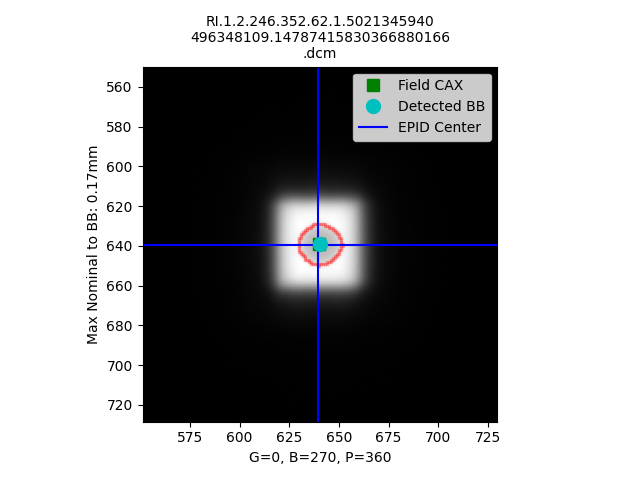 RI.1.2.246.352.62.1.5021345940
496348109.14787415830366880166
.dcm
Field CAX
Detected BB
EPID Center
Max Nominal to BB: 0.17mm
560
580
600
620
640
660
680
700
720
575 600 625 650 675 700 725
G=0, B=270, P=360